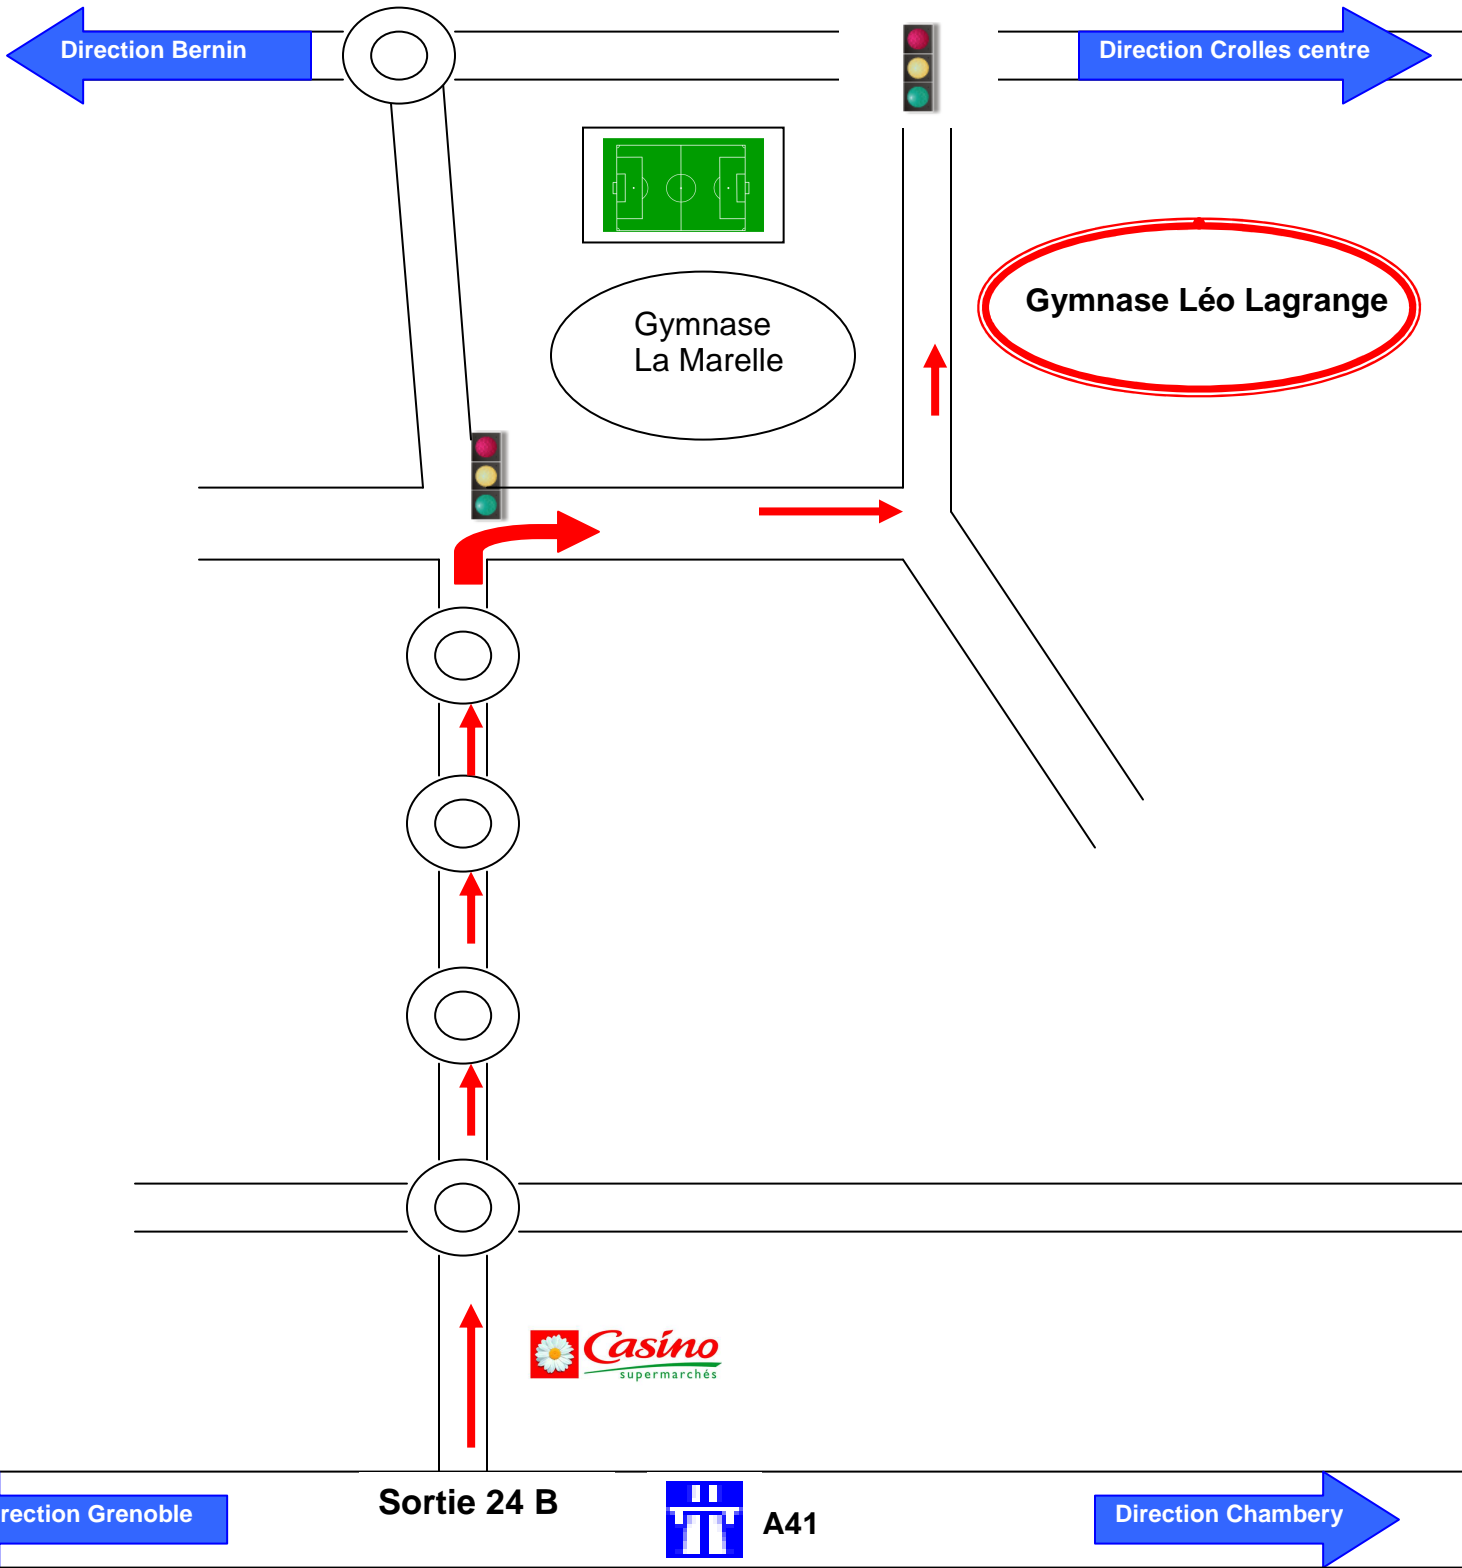 Direction Bernin
Direction Crolles centre
Gymnase Léo Lagrange
Gymnase
La Marelle
Casino
supermarchés
rection Grenoble
Sortie 24 B
A41
Direction Chambery